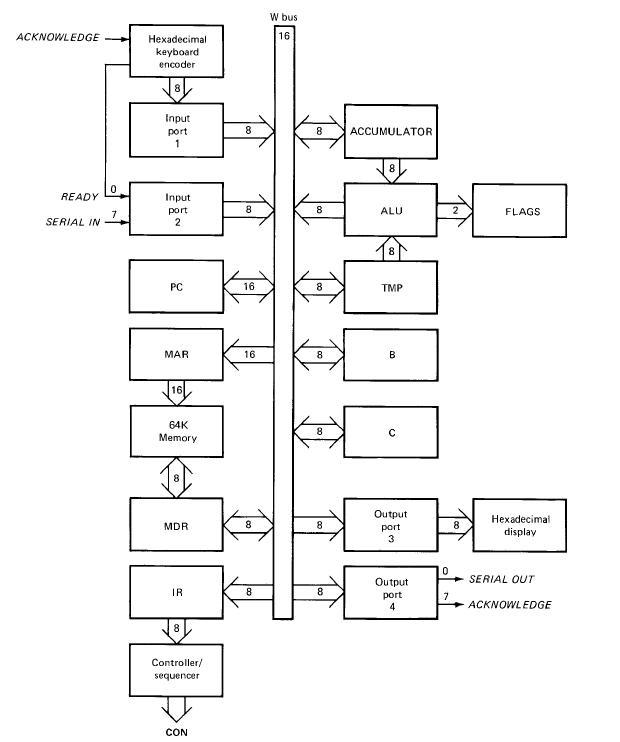 W bus
16
ACKNOWLEDGE
Hexadecimal
keyboard
encoder
8
Input
port
1
8
8
ACCUMULATOR
8
READY
0
SERIAL IN
7
Input
port
2
8
8
ALU
2
FLAGS
8
PC
16
8
TMP
MAR
16
8
B
16
64K
Memory
8
C
8
MDR
8
8
Output
port
3
8
Hexadecimal
display
IR
8
8
Output
port
4
0
SERIAL OUT
7
ACKNOWLEDGE
8
Controller/
sequencer
CON